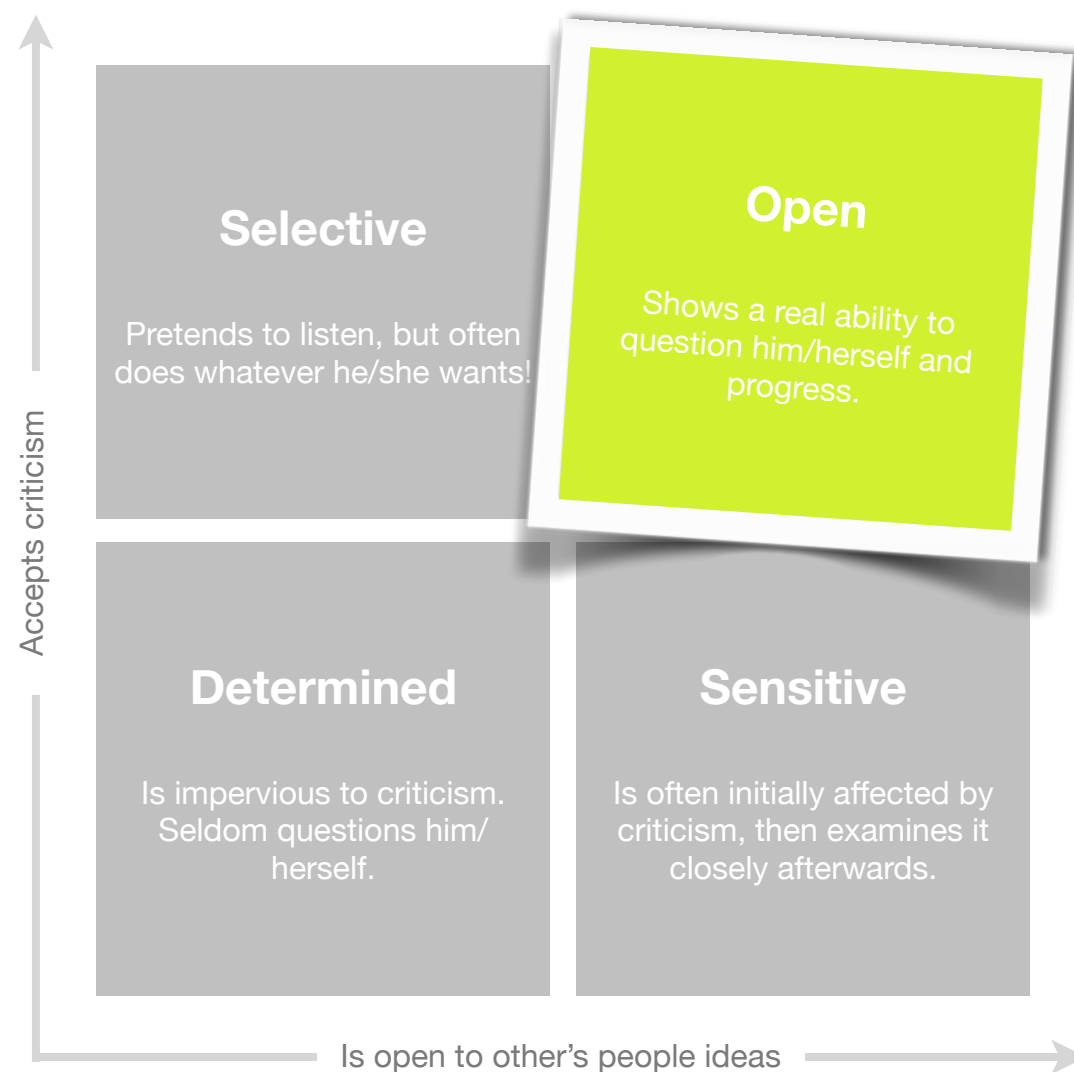 Selective
Pretends to listen, but often
does whatever he/she wants!
Open
Shows a real ability to
question him/herself and
progress.
Accepts criticism
Determined
Is impervious to criticism.
Seldom questions him/
herself.
Sensitive
Is often initially affected by
criticism, then examines it
closely afterwards.
Is open to other's people ideas